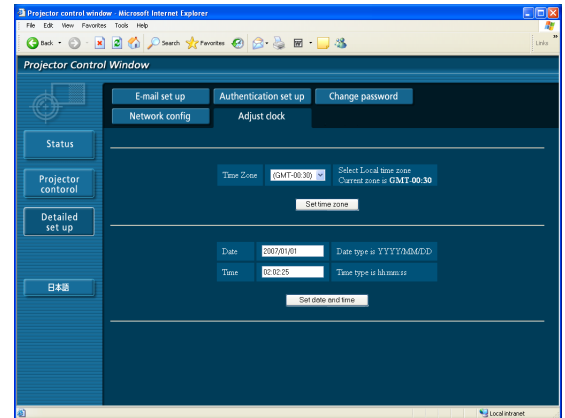 Projector control window - Microsoft Internet Explorer
File Edit View Favorites Tools Help
Back Search Favorites Links
Projector Control Window
E-mail set up Authentication set up Change password
Network config Adjust clock
Status
Projector
contorol
Detailed
set up
日本語
Time Zone (GMT-00:30) Select Local time zone
Current zone is GMT-00:30
Set time zone
Date 2007/01/01 Date type is YYYY/MM/DD
Time 02:02:25 Time type is hh:mm:ss
Set date and time
Local intranet